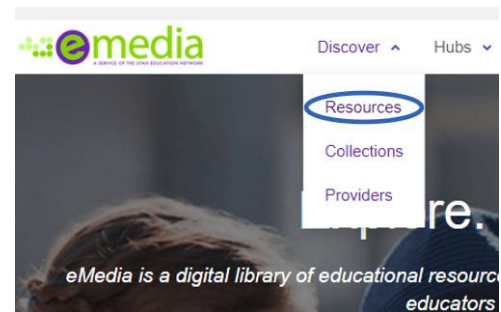 emedia
A SERVICE OF THE UTAH EDUCATION NETWORK
Discover Hubs
Resources
Collections
Providers
re.
eMedia is a digital library of educational resource
educators